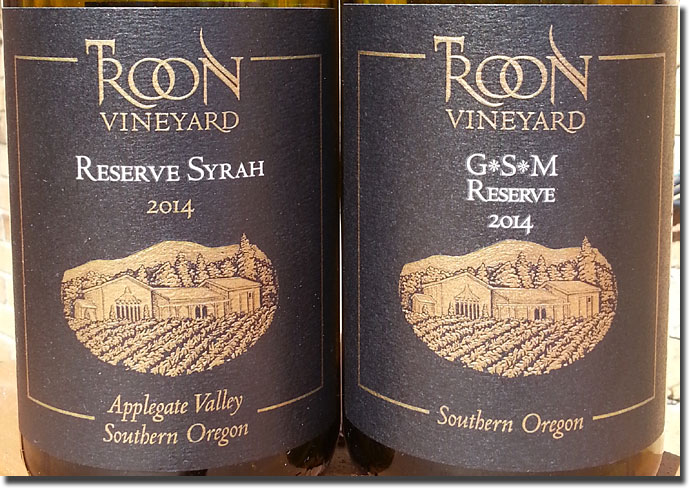 TROON
VINEYARD
RESERVE SYRAH
2014
Applegate Valley
Southern Oregon
TROON
VINEYARD
G*S*M
RESERVE
2014
Southern Oregon